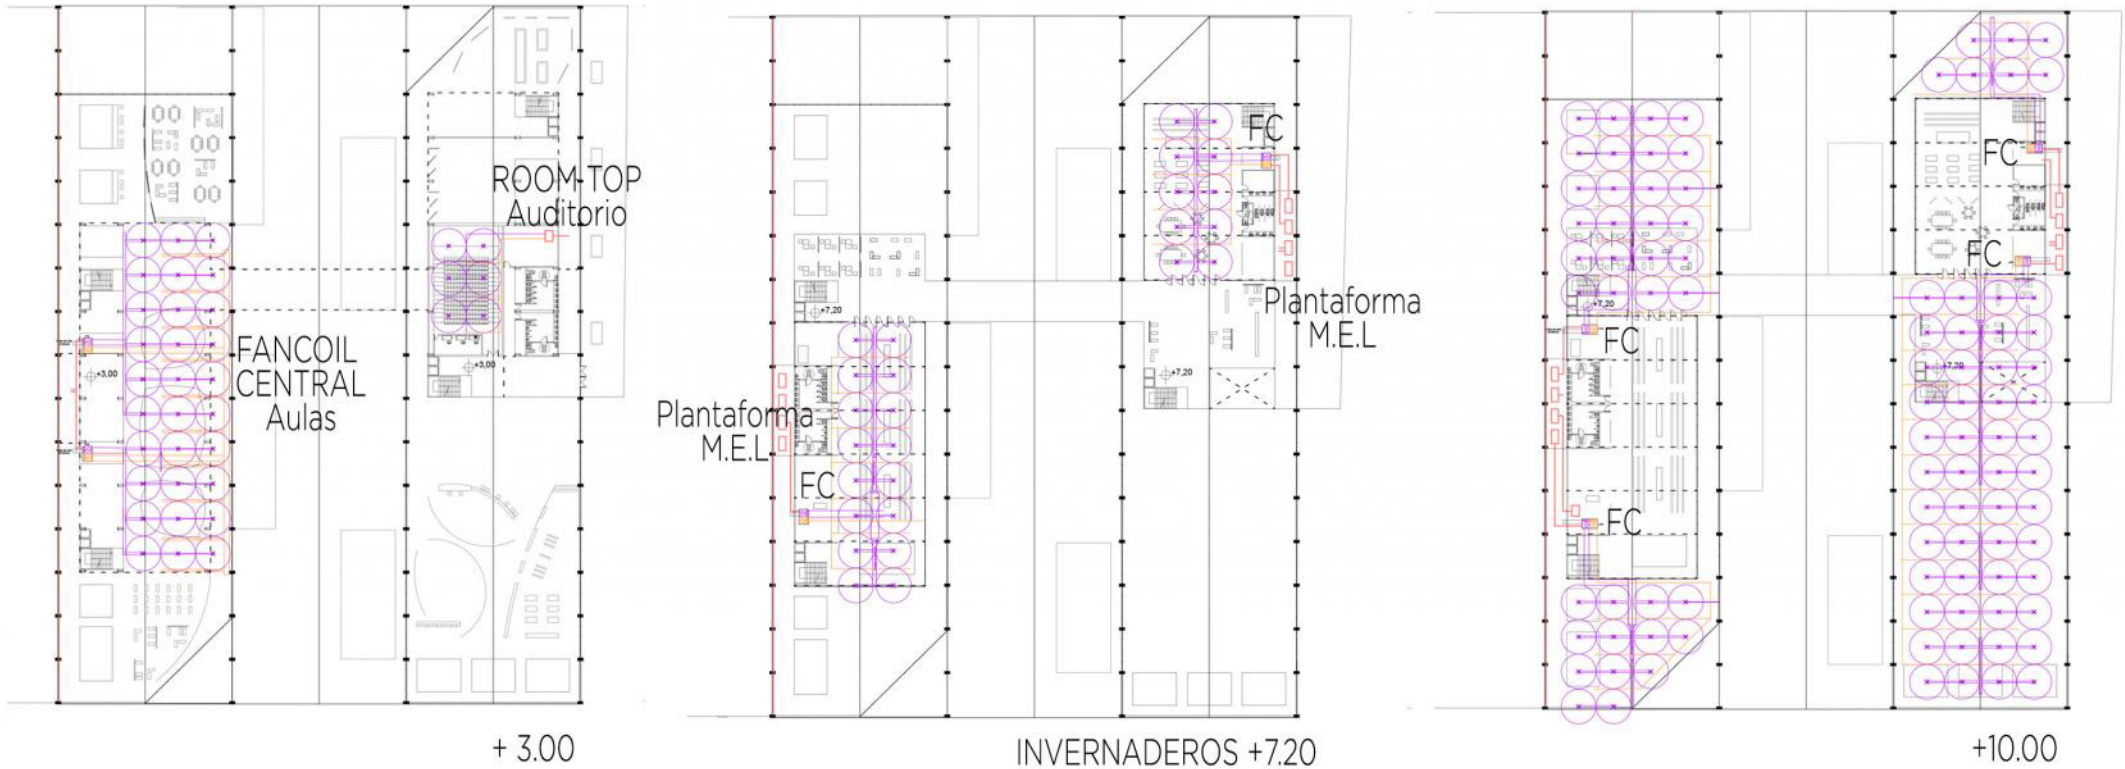 ROOM TOP
Auditorio
FANCOIL
CENTRAL
Aulas
+3,00
+3,00
+ 3.00
FC
Plantaforma
M.E.L
+7,20
+7,20
Plantaforma
M.E.L
FC
INVERNADEROS +7.20
FC
FC
+7,20
FC
+7,20
FC
+10.00